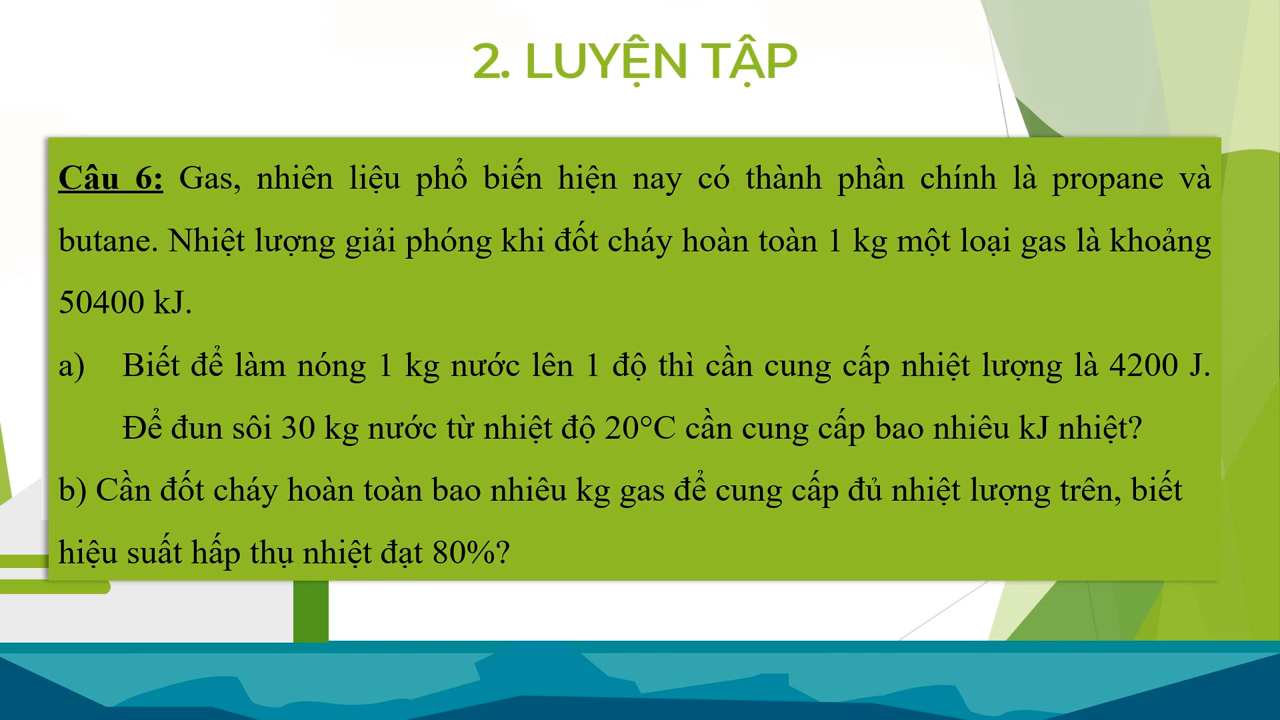 2. LUYỆN TẬP
Câu 6: Gas, nhiên liệu phổ biến hiện nay có thành phần chính là propane và
butane. Nhiệt lượng giải phóng khi đốt cháy hoàn toàn 1 kg một loại gas là khoảng
50400 kJ.
a) Biết để làm nóng 1 kg nước lên 1 độ thì cần cung cấp nhiệt lượng là 4200 J.
Để đun sôi 30 kg nước từ nhiệt độ 20°C cần cung cấp bao nhiêu kJ nhiệt?
b) Cần đốt cháy hoàn toàn bao nhiêu kg gas để cung cấp đủ nhiệt lượng trên, biết
hiệu suất hấp thụ nhiệt đạt 80%?